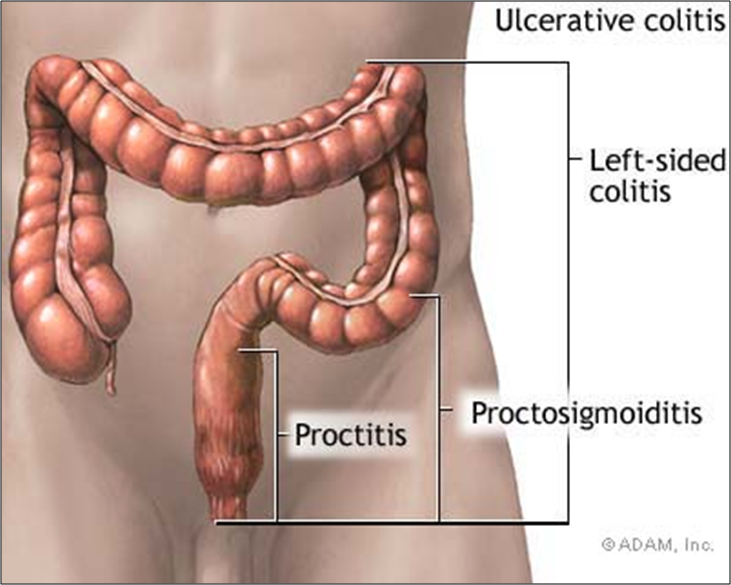 Ulcerative colitis
Left-sided
colitis
Proctosigmoiditis
Proctitis
©ADAM, Inc.